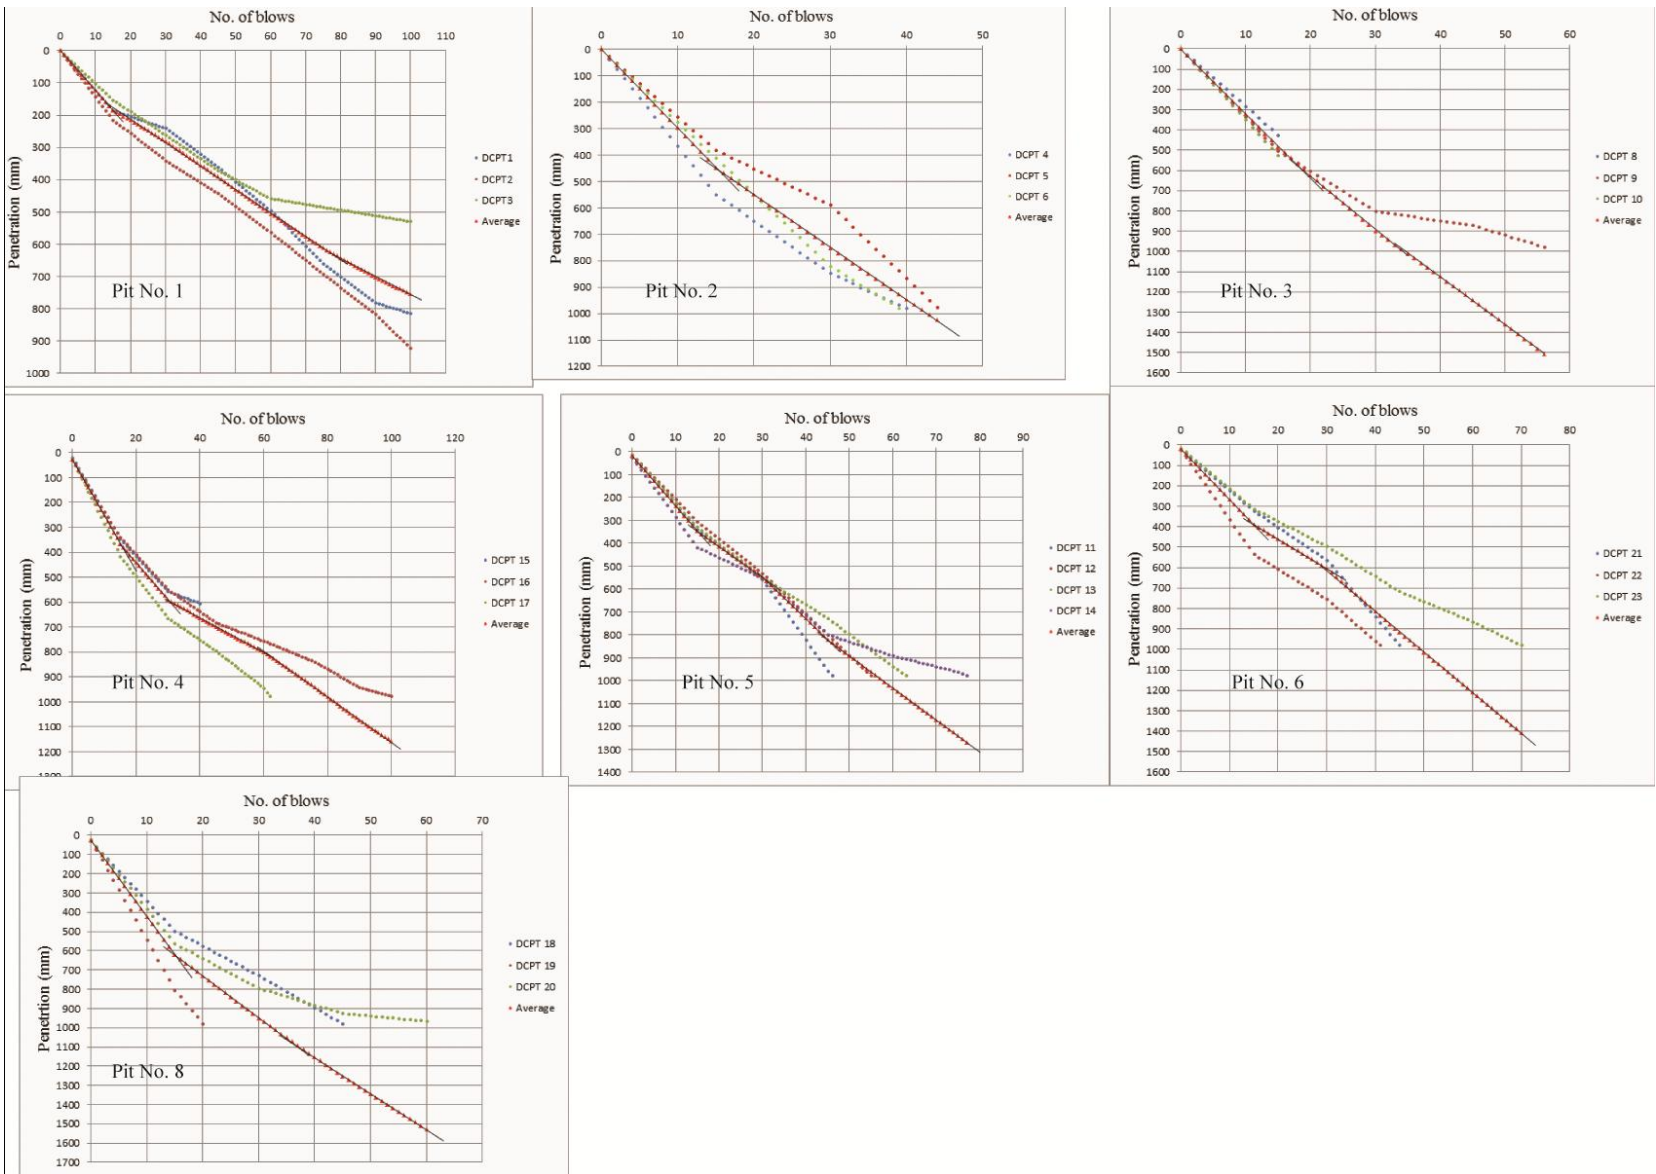 No. of blows
0 10 20 30 40 50 60 70 80 90 100 110
0
100
200
300
400
500
600
700
800
900
1000
Penetration (mm)
DCPT1
DCPT2
DCPT3
Average
Pit No. 1
No. of blows
0 10 20 30 40 50
0
100
200
300
400
500
600
700
800
900
1000
1100
1200
Penetration (mm)
DCPT 4
DCPT 5
DCPT 6
Average
Pit No. 2
No. of blows
0 10 20 30 40 50 60
0
100
200
300
400
500
600
700
800
900
1000
1100
1200
1300
1400
1500
1600
Penetration (mm)
DCPT 8
DCPT 9
DCPT 10
Average
Pit No. 3
No. of blows
0 20 40 60 80 100 120
0
100
200
300
400
500
600
700
800
900
1000
1100
1200
1300
Penetration (mm)
DCPT 15
DCPT 16
DCPT 17
Average
Pit No. 4
No. of blows
0 10 20 30 40 50 60 70 80 90
0
100
200
300
400
500
600
700
800
900
1000
1100
1200
1300
1400
Penetration (mm)
DCPT 11
DCPT 12
DCPT 13
DCPT 14
Average
Pit No. 5
No. of blows
0 10 20 30 40 50 60 70 80
0
100
200
300
400
500
600
700
800
900
1000
1100
1200
1300
1400
1500
1600
Penetration (mm)
DCPT 21
DCPT 22
DCPT 23
Average
Pit No. 6
No. of blows
0 10 20 30 40 50 60 70
0
100
200
300
400
500
600
700
800
900
1000
1100
1200
1300
1400
1500
1600
1700
Penetrtion (mm)
DCPT 18
DCPT 19
DCPT 20
Average
Pit No. 8